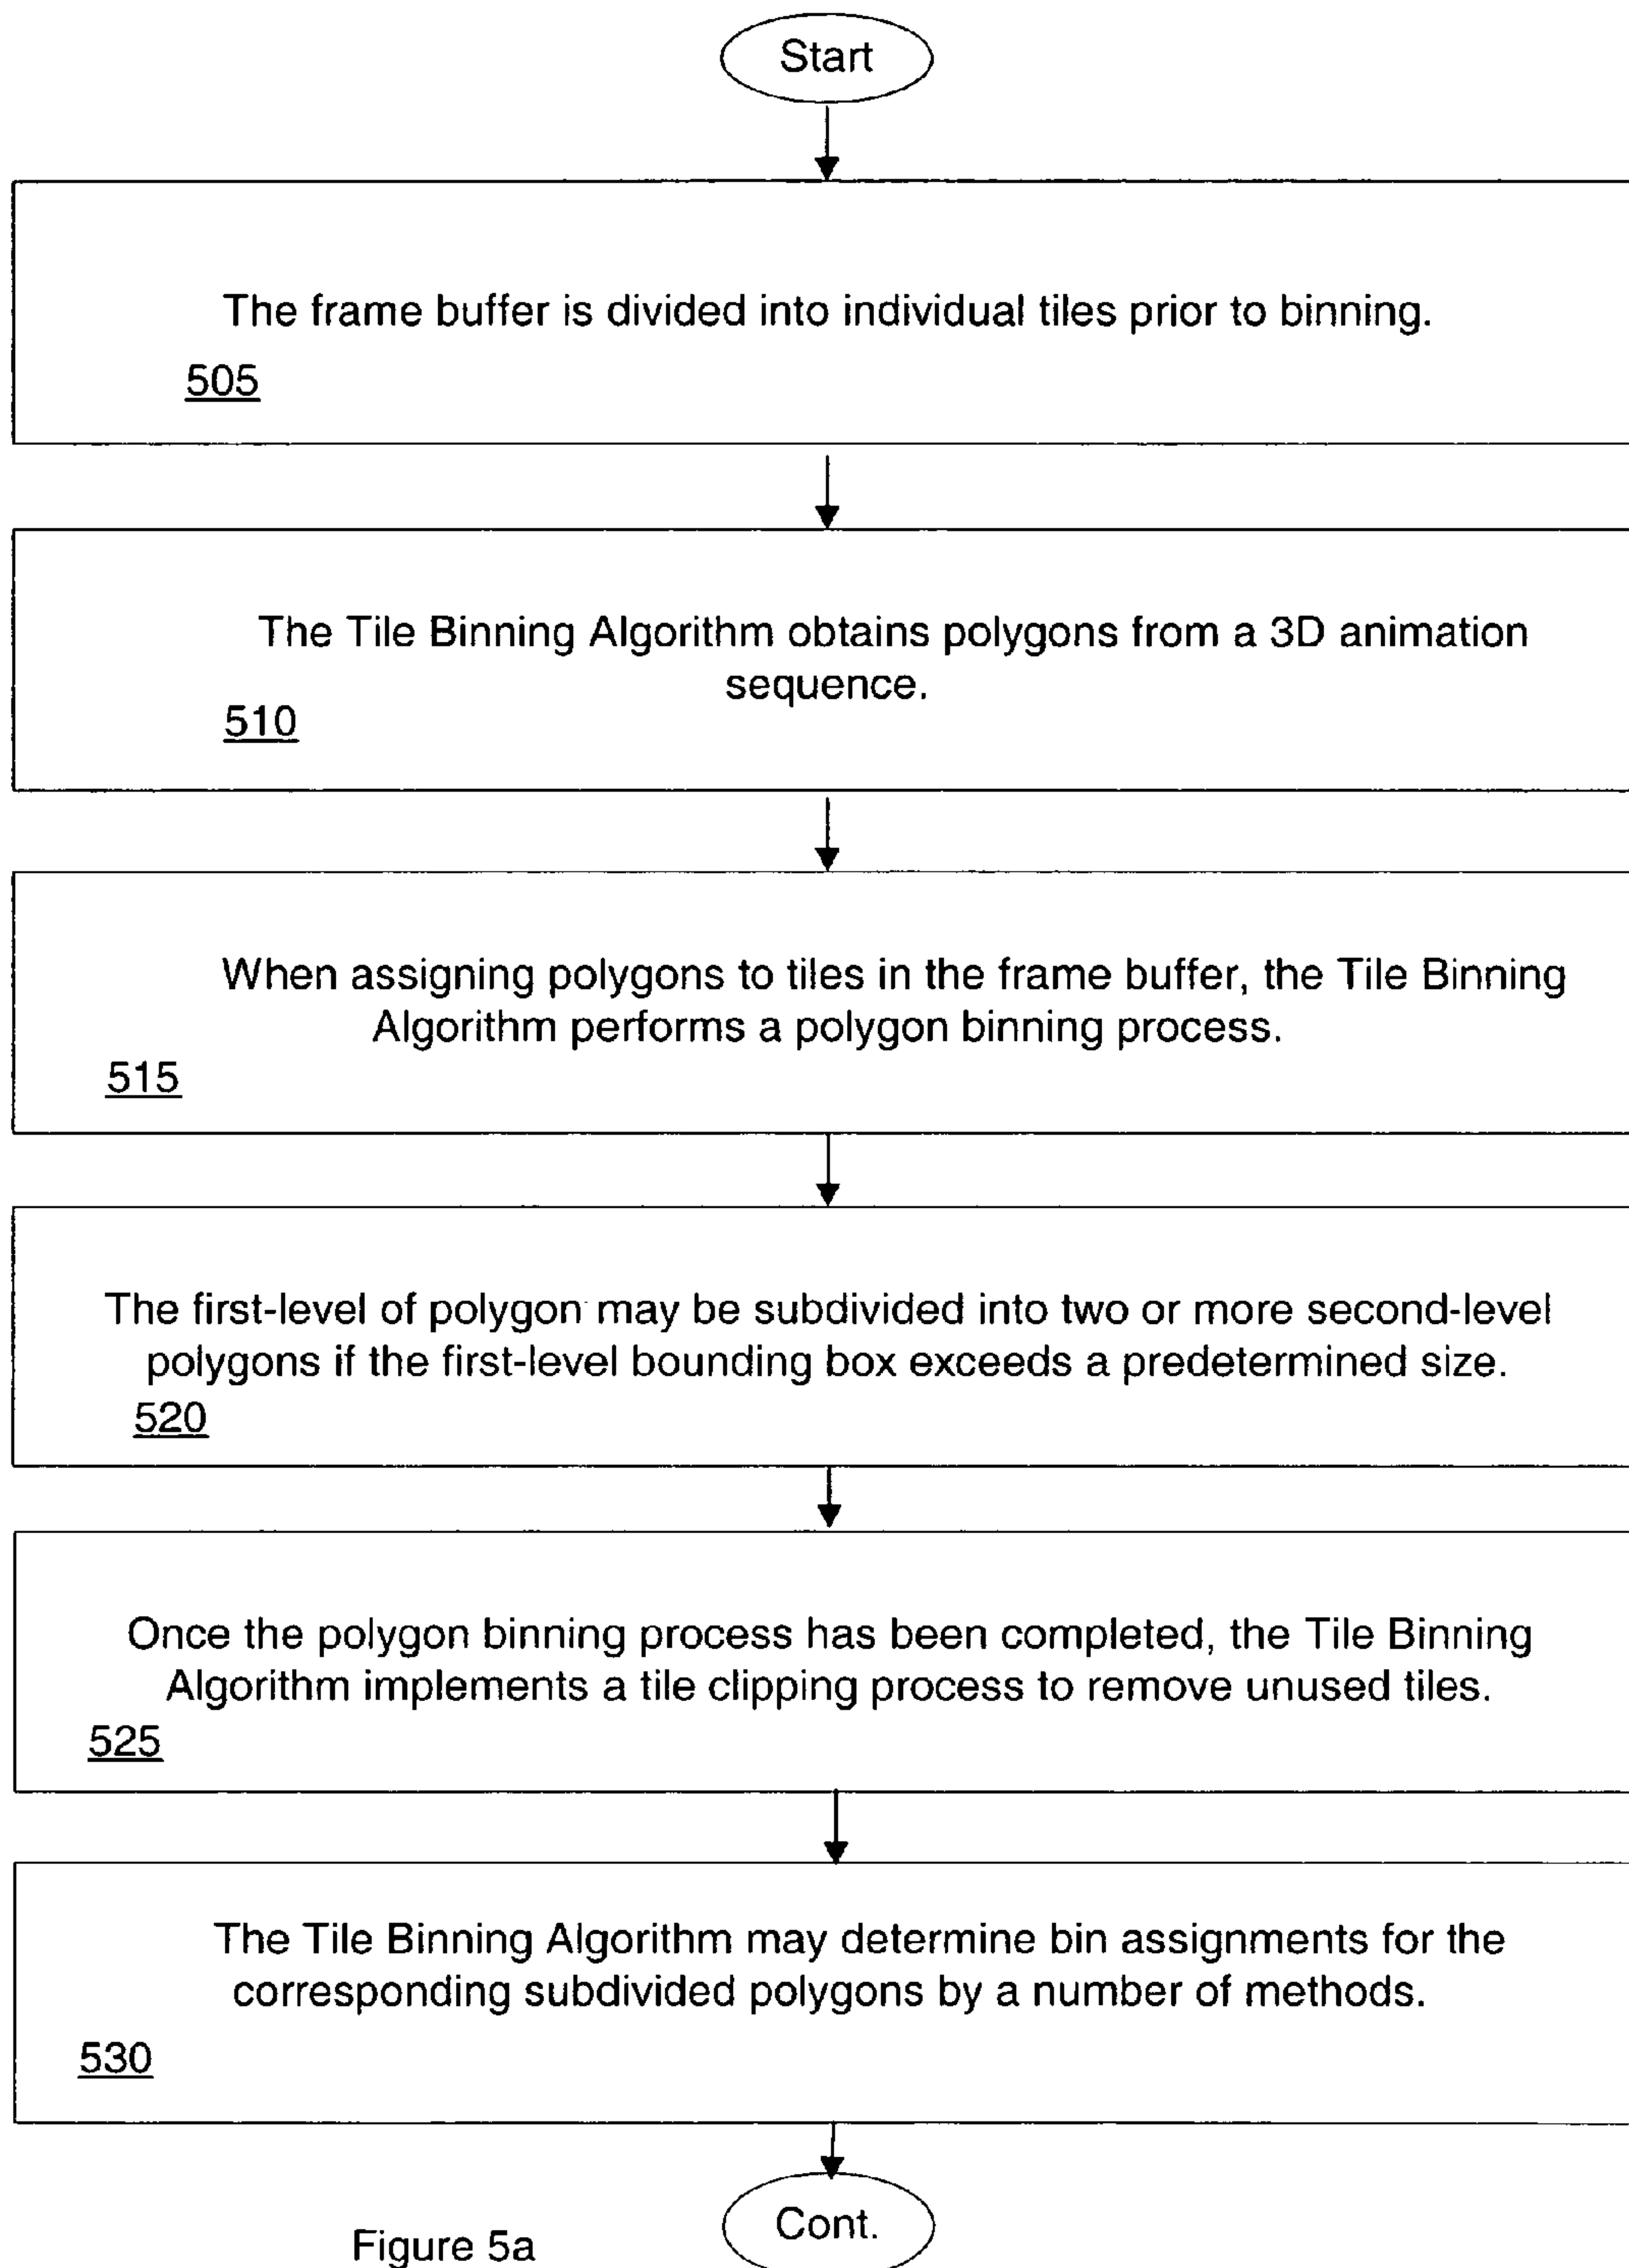 Start
The frame buffer is divided into individual tiles prior to binning.
505
The Tile Binning Algorithm obtains polygons from a 3D animation
sequence.
510
When assigning polygons to tiles in the frame buffer, the Tile Binning
Algorithm performs a polygon binning process.
515
The first-level of polygon may be subdivided into two or more second-level
polygons if the first-level bounding box exceeds a predetermined size.
520
Once the polygon binning process has been completed, the Tile Binning
Algorithm implements a tile clipping process to remove unused tiles.
525
The Tile Binning Algorithm may determine bin assignments for the
corresponding subdivided polygons by a number of methods.
530
Cont.
Figure 5a